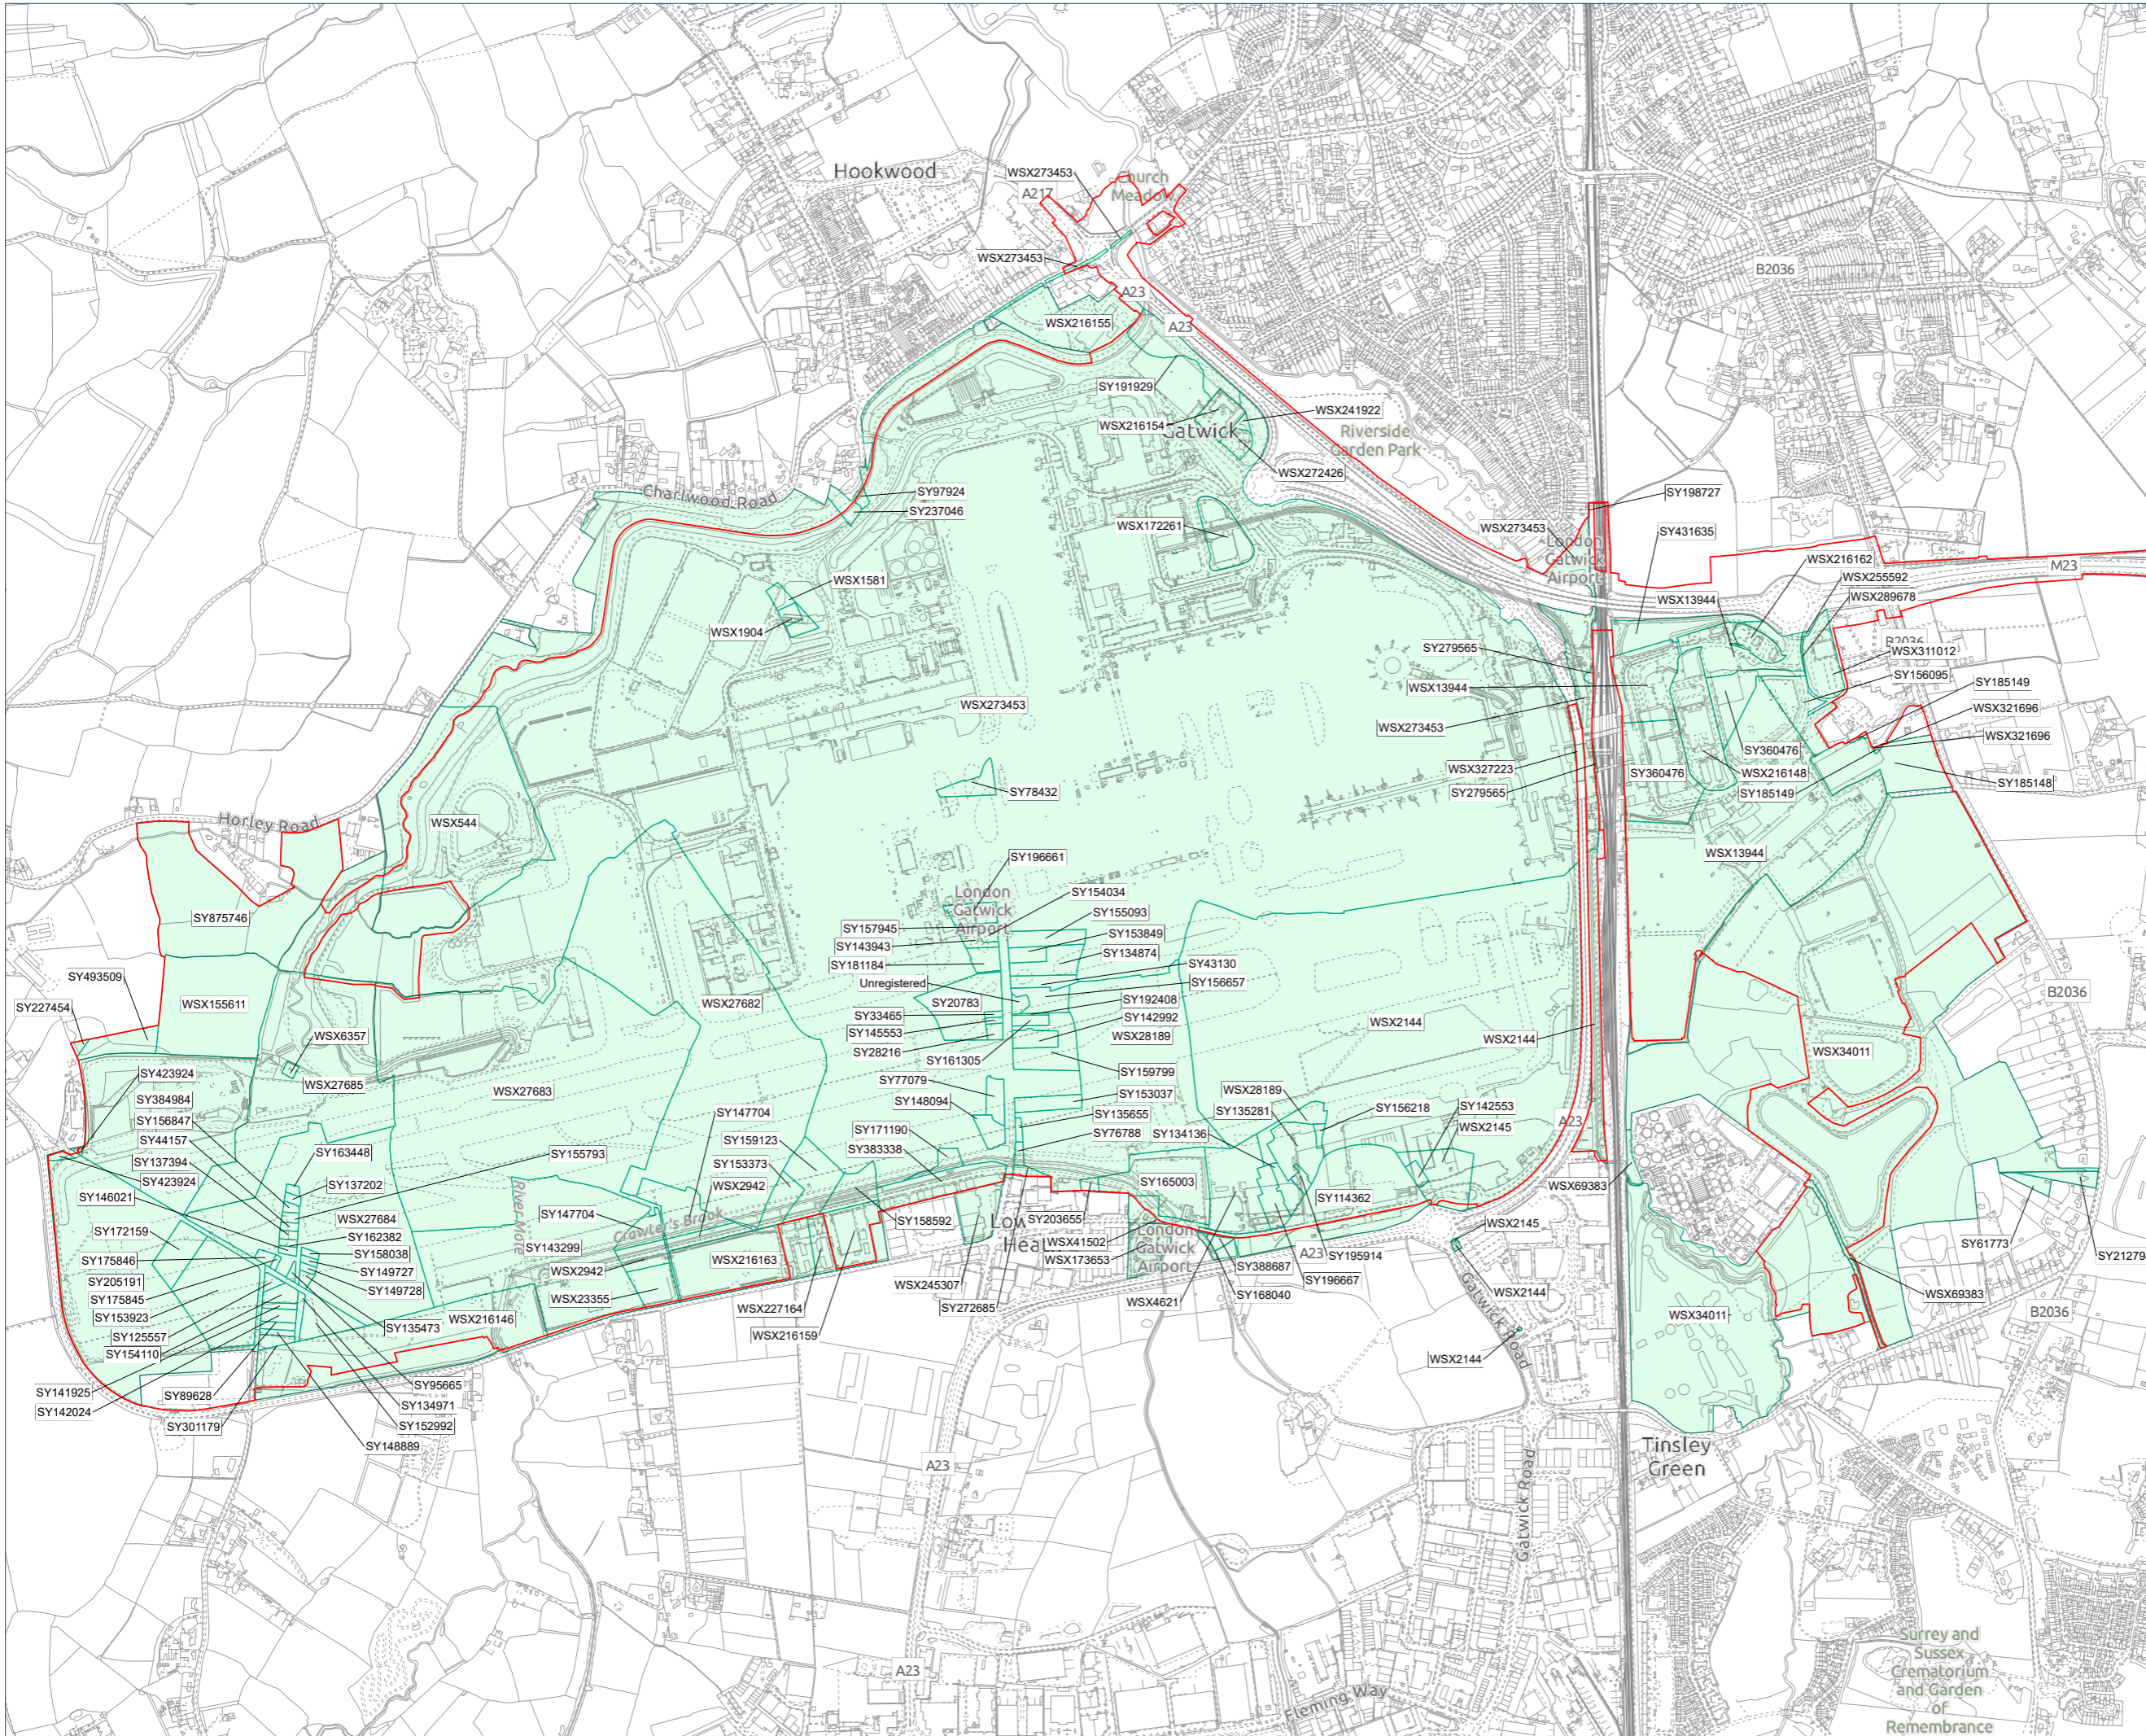 Hookwood
WSX273453
A217
Church
Meadow
WSX273453
A23
B2036
WSX216155
A23
SY191929
WSX241922
WSX216154
Gatwick
Riverside
Garden Park
WSX272426
Charlwood Road
SY97924
SY237046
SY198727
WSX172261
WSX273453
SY431635
London
Gatwick
Airport
WSX216162
M23
WSX255592
WSX1581
WSX13944
WSX289678
WSX1904
B2036
WSX311012
SY279565
SY156095
SY185149
WSX13944
WSX273453
WSX321696
WSX273453
WSX321696
SY360476
WSX327223
SY360476
WSX216148
SY185148
SY78432
SY279565
SY185149
Horley Road
WSX544
WSX13944
SY196661
London
Gatwick
Airport
SY154034
SY875746
SY155093
SY157945
SY153849
SY143943
SY134874
SY181184
SY43130
SY493509
Unregistered
SY156657
WSX155611
WSX27682
SY20783
SY192408
B2036
SY227454
SY33465
SY142992
WSX2144
WSX6357
SY145553
WSX28189
WSX2144
SY28216
SY161305
WSX34011
SY423924
WSX27685
WSX27683
SY159799
SY384984
SY77079
WSX28189
SY153037
SY156847
SY147704
SY148094
SY135281
SY156218
SY142553
SY44157
SY159123
SY171190
SY135655
WSX2145
A23
SY137394
SY163448
SY155793
SY153373
SY383338
SY76788
SY134136
SY423924
SY137202
WSX2942
SY165003
WSX69383
SY146021
River Mole
SY114362
SY172159
WSX27684
SY147704
Crawter's Brook
SY158592
Low
Hea
SY203655
WSX2145
SY162382
SY143299
WSX41502
London
Gatwick
Airport
A23
SY195914
SY61773
SY175846
SY158038
WSX2942
WSX216163
WSX173653
SY388687
SY205191
SY149727
WSX245307
SY196667
SY175845
SY149728
WSX23355
WSX4621
SY168040
WSX2144
WSX69383
SY153923
WSX227164
SY272685
B2036
SY125557
SY135473
WSX216146
WSX216159
WSX34011
SY154110
Gatwick Road
WSX2144
SY141925
SY89628
SY95665
SY142024
SY134971
SY301179
SY152992
SY148889
Tinsley
Green
A23
Gatwick Road
Surrey and
Sussex
Crematorium
and Garden
of
Remembrance
A23
Fleming Way